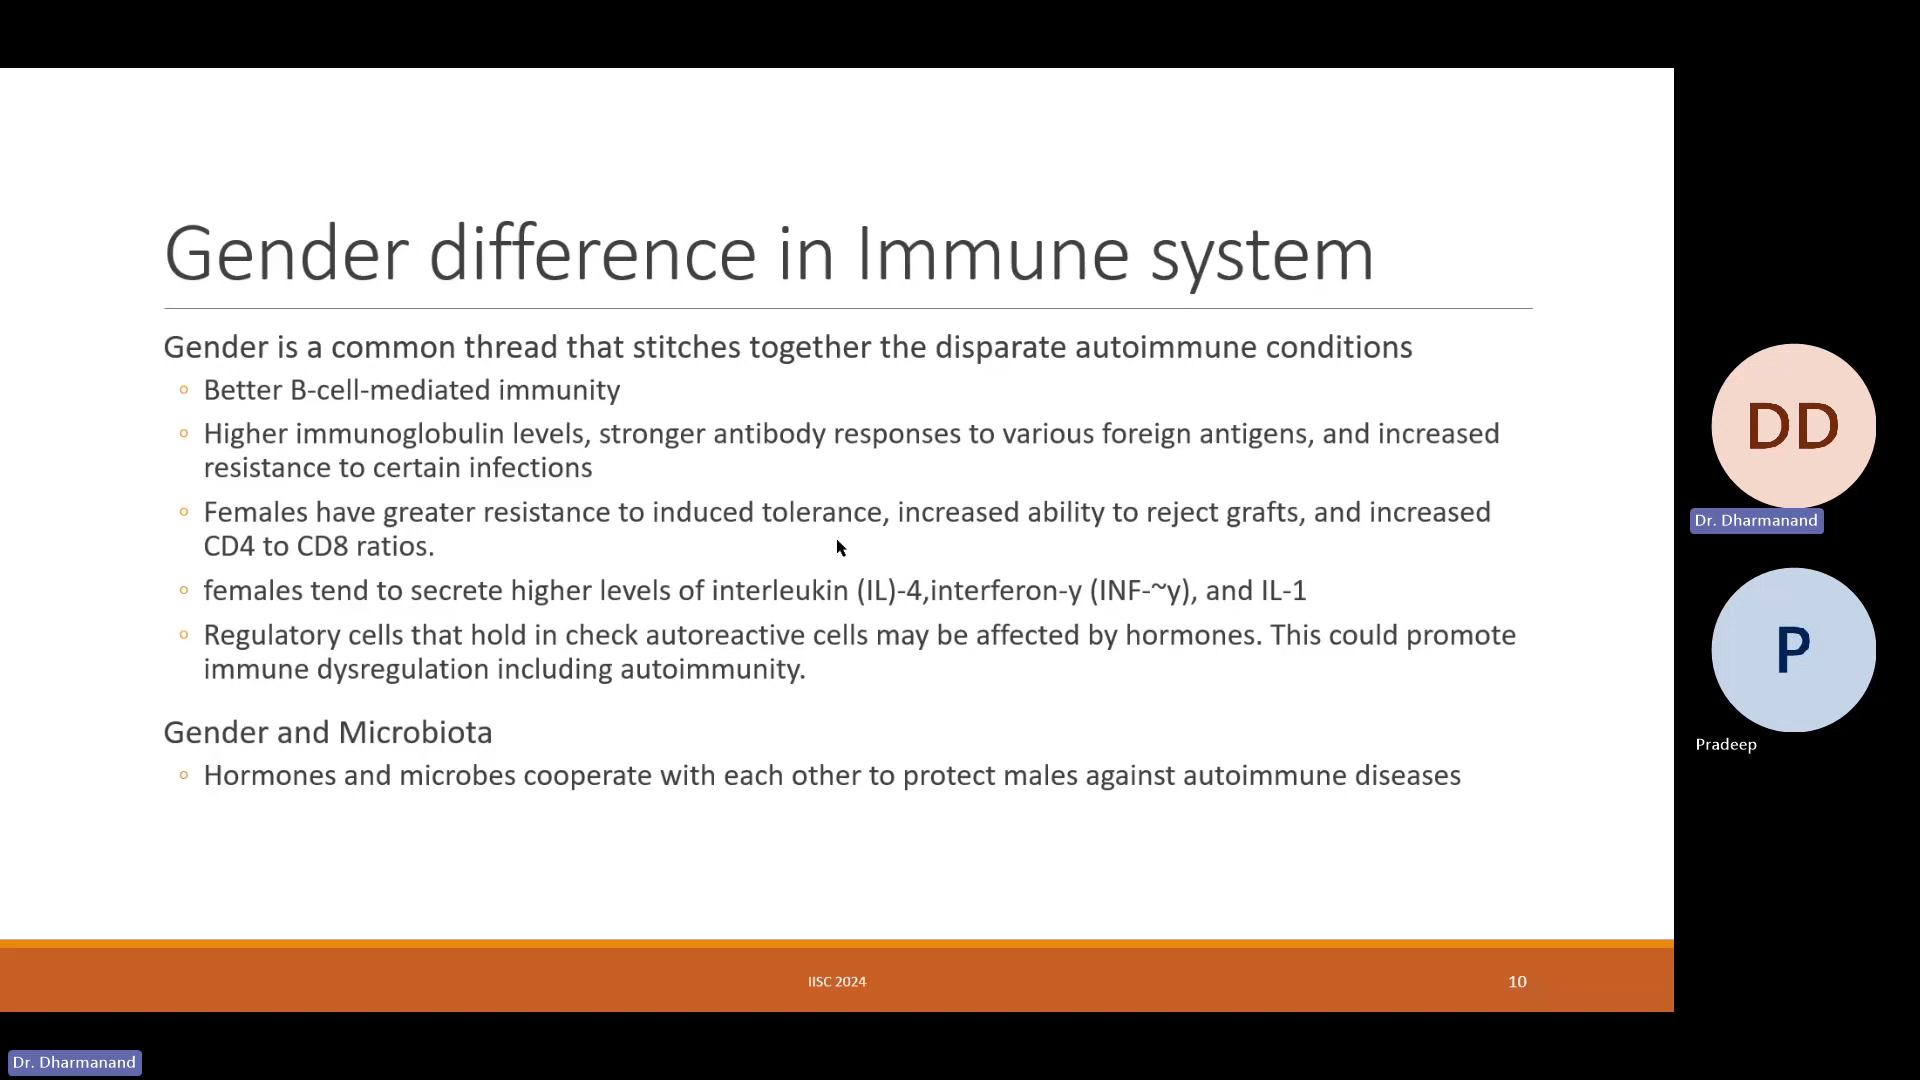 Gender difference in Immune system
Gender is a common thread that stitches together the disparate autoimmune conditions
Better B-cell-mediated immunity
Higher immunoglobulin levels, stronger antibody responses to various foreign antigens, and increased
resistance to certain infections
Females have greater resistance to induced tolerance, increased ability to reject grafts, and increased
CD4 to CD8 ratios.
females tend to secrete higher levels of interleukin (IL)-4,interferon-y (INF-~y), and IL-1
Regulatory cells that hold in check autoreactive cells may be affected by hormones. This could promote
immune dysregulation including autoimmunity.
Gender and Microbiota
Hormones and microbes cooperate with each other to protect males against autoimmune diseases
IISC 2024
10
DD
Dr. Dharmanand
P
Pradeep
Dr. Dharmanand